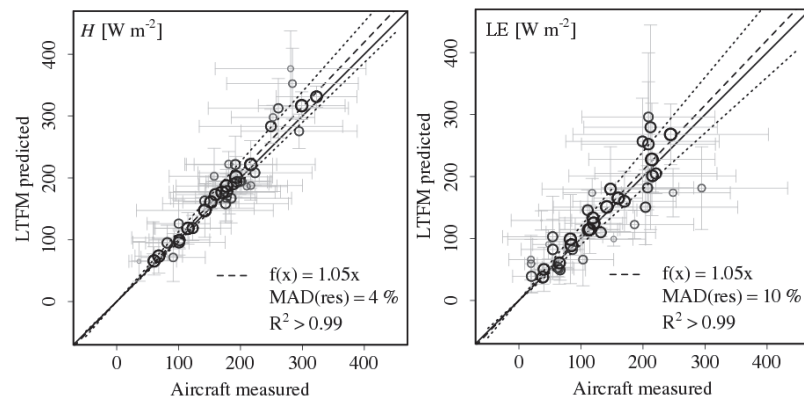 H [W m-2]
LTFM predicted
400
300
200
100
0
f(x) = 1.05x
MAD(res) = 4 %
R2 > 0.99
0 100 200 300 400
Aircraft measured
LE [W m-2]
LTFM predicted
400
300
200
100
0
f(x) = 1.05x
MAD(res) = 10 %
R2 > 0.99
0 100 200 300 400
Aircraft measured